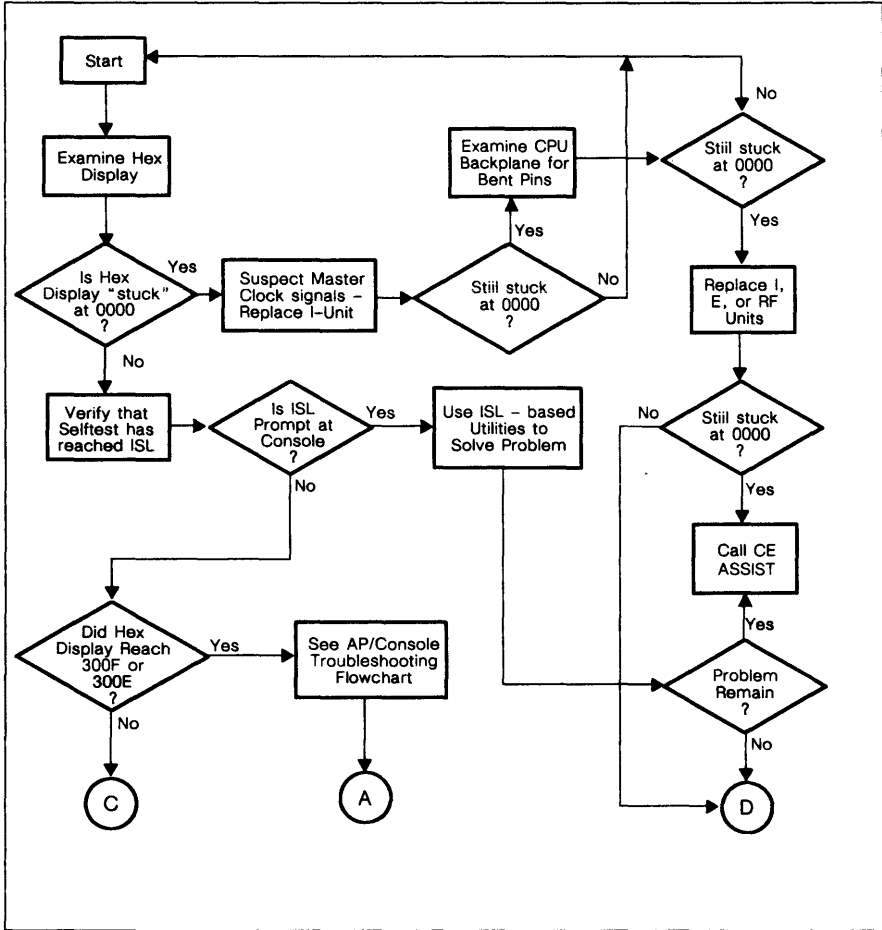 Start
No
Examine Hex
Display
Examine CPU
Backplane for
Bent Pins
Stiil stuck
at 0000
?
Yes
Yes
Is Hex
Display "stuck"
at 0000
?
Yes
Suspect Master
Clock signals –
Replace I-Unit
Stiil stuck
at 0000
?
No
Replace I,
E, or RF
Units
No
Verify that
Selftest has
reached ISL
Is ISL
Prompt at
Console
?
Yes
Use ISL – based
Utilities to
Solve Problem
No
Stiil stuck
at 0000
?
No
Yes
Call CE
ASSIST
Did Hex
Display Reach
300F or
300E
?
Yes
See AP/Console
Troubleshooting
Flowchart
Yes
Problem
Remain
?
No
No
C
A
D